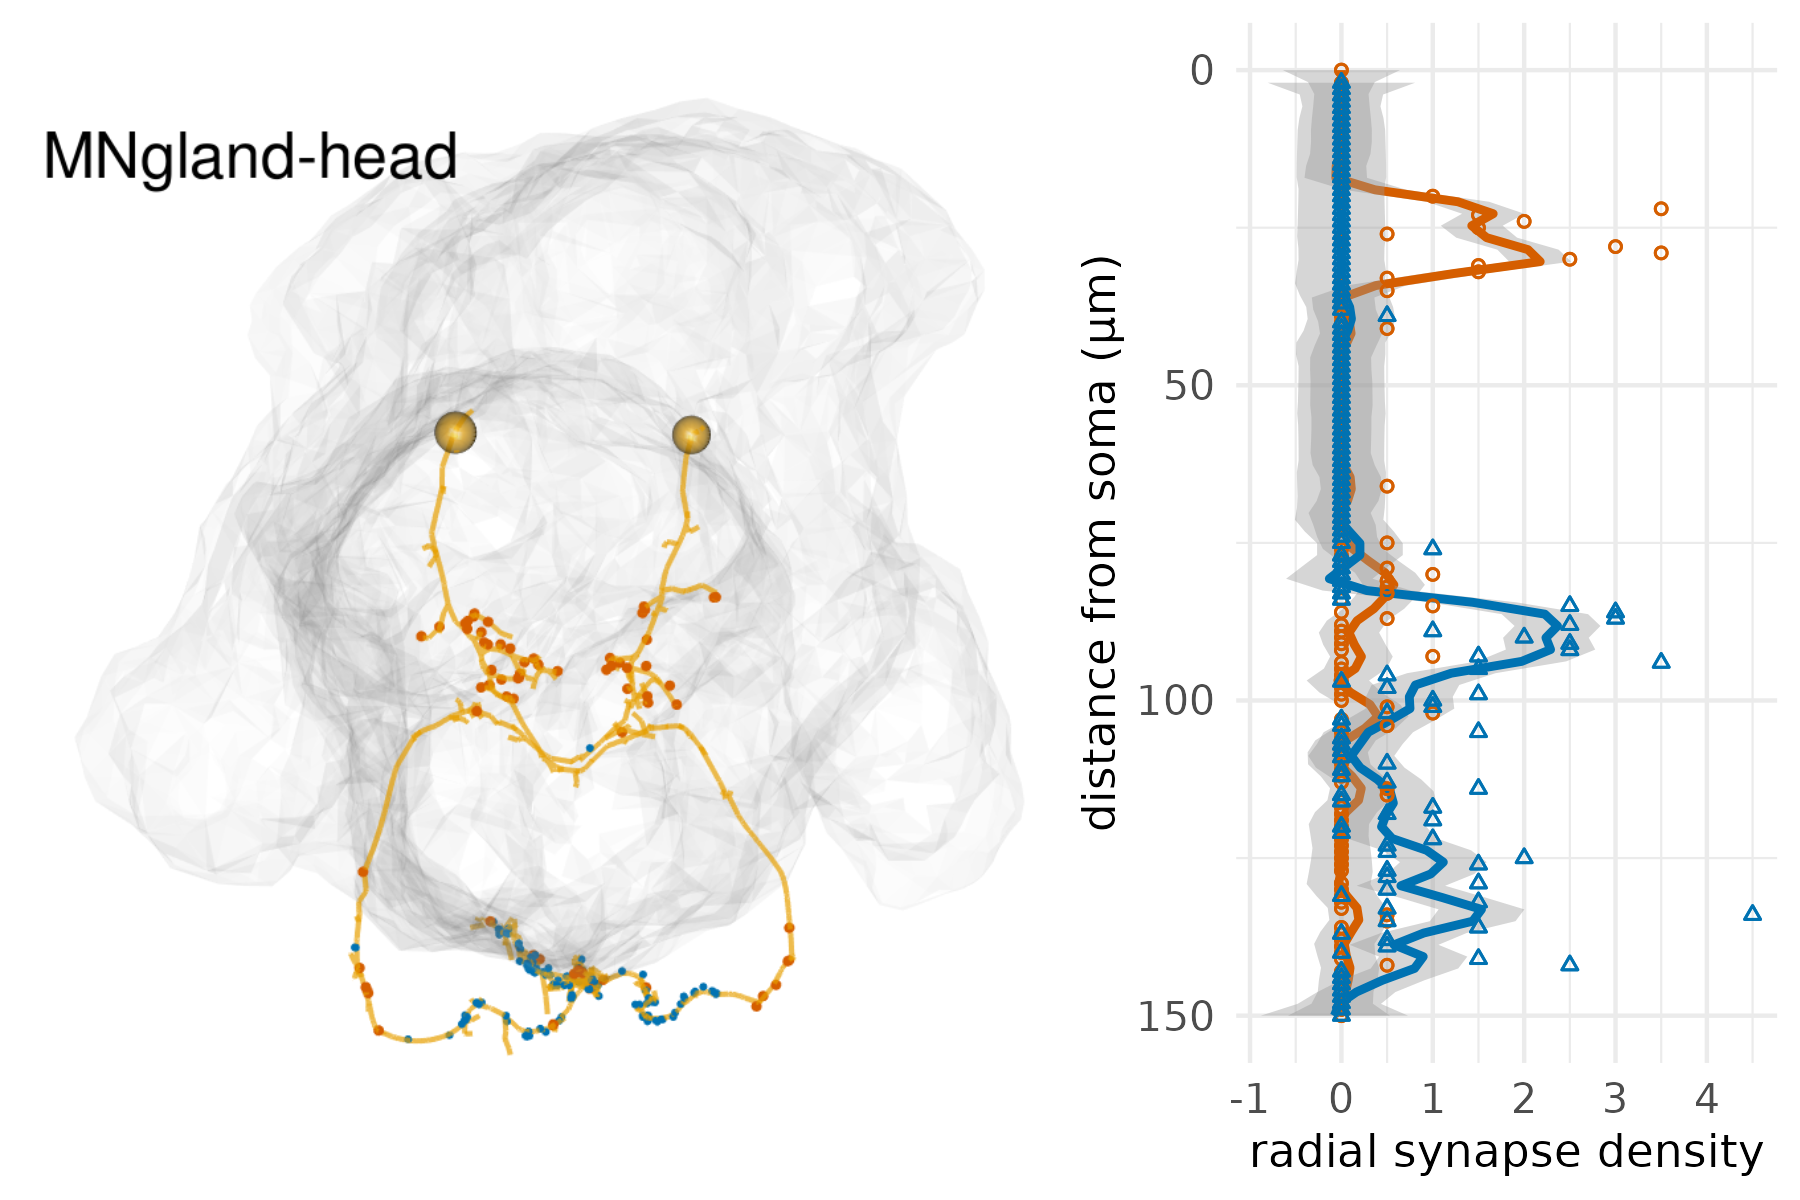 MNgland-head
distance from soma (µm)
0
50
100
150
-1 0 1 2 3 4
radial synapse density